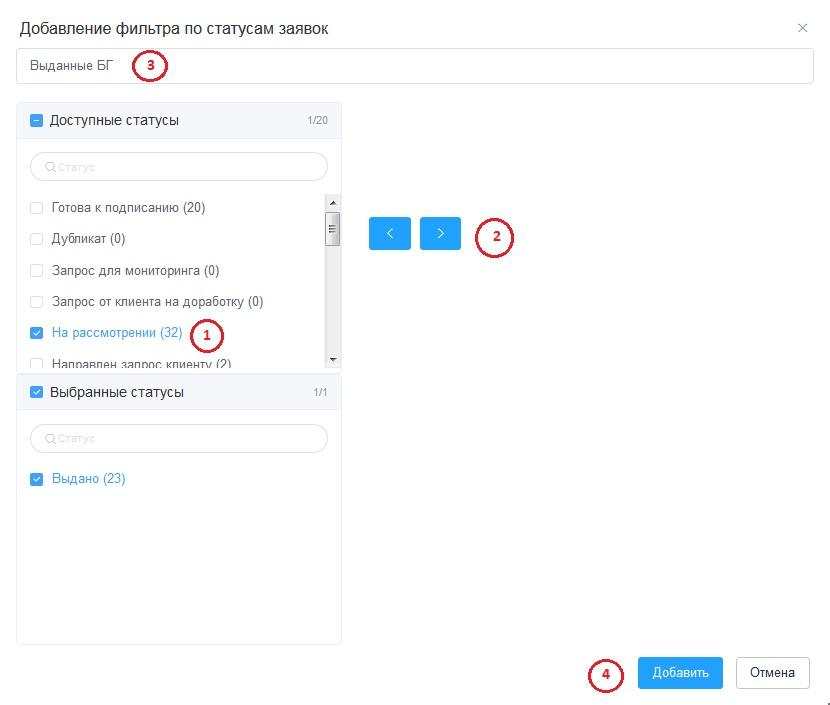 Добавление фильтра по статусам заявок
Выданные БГ 3
Доступные статусы 1/20
Статус
Готова к подписанию (20)
Дубликат (0)
Запрос для мониторинга (0)
2
Запрос от клиента на доработку (0)
На рассмотрении (32) 1
Направлен запрос клиенту (2)
Выбранные статусы 1/1
Статус
Выдано (23)
4 Добавить Отмена